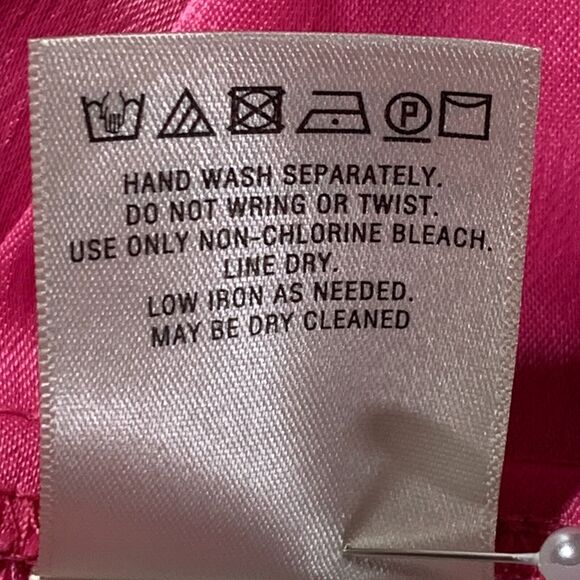 P
HAND WASH SEPARATELY.
DO NOT WRING OR TWIST.
USE ONLY NON-CHLORINE BLEACH.
LINE DRY.
LOW IRON AS NEEDED.
MAY BE DRY CLEANED